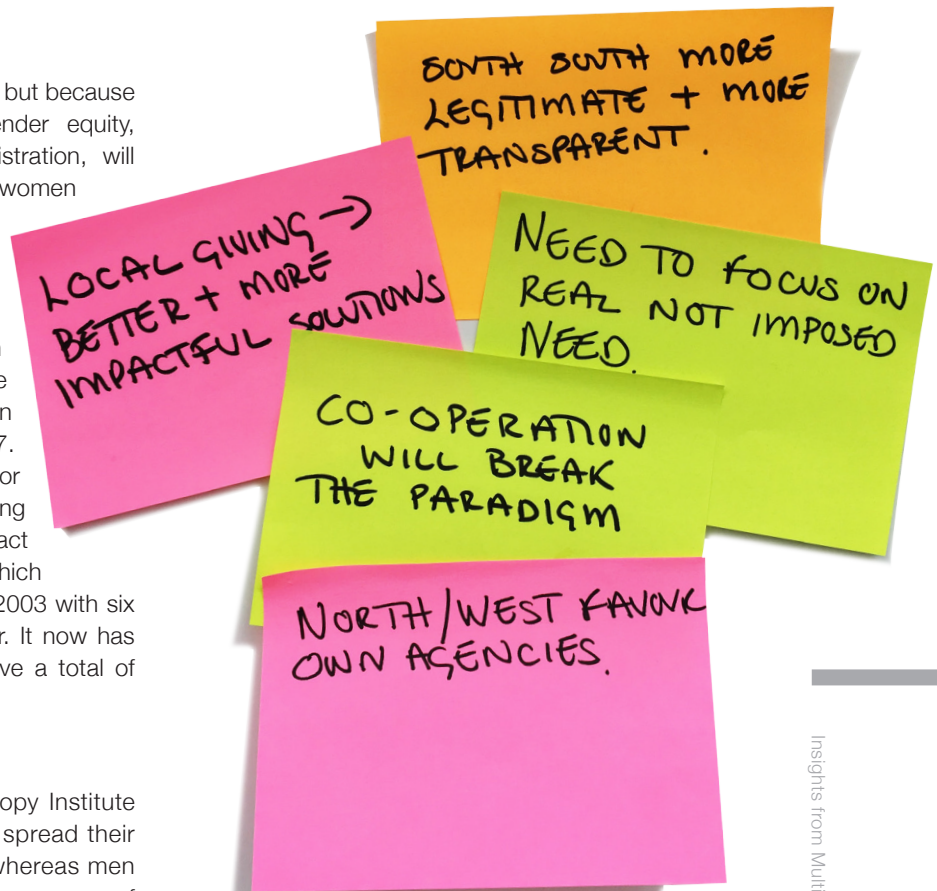 but because
ender equity,
istration, will
women
n
e
n
7.
or
ing
act
hich
2003 with six
r. It now has
ve a total of
opy Institute
spread their
whereas men
f
SOUTH SOUTH MORE
LEGITIMATE + MORE
TRANSPARENT.
LOCAL GIVING →
BETTER + MORE
IMPACTFUL SOLUTIONS
NEED TO FOCUS ON
REAL NOT IMPOSED
NEED.
CO-OPERATION
WILL BREAK
THE PARADIGM
NORTH/WEST FAVOUR
OWN AGENCIES.
Insights from Multi